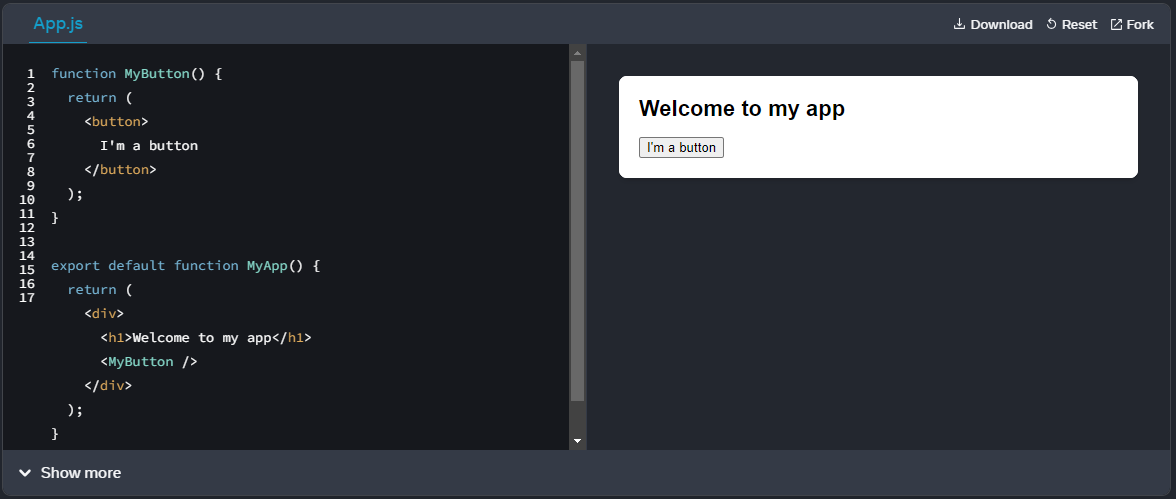 App.js
Download Reset Fork
1
2
3
4
5
6
7
8
9
10
11
12
13
14
15
16
17
function MyButton() {
  return (
    <button>
      I'm a button
    </button>
  );
}
export default function MyApp() {
  return (
    <div>
      <h1>Welcome to my app</h1>
      <MyButton />
    </div>
  );
}
Welcome to my app
I'm a button
Show more